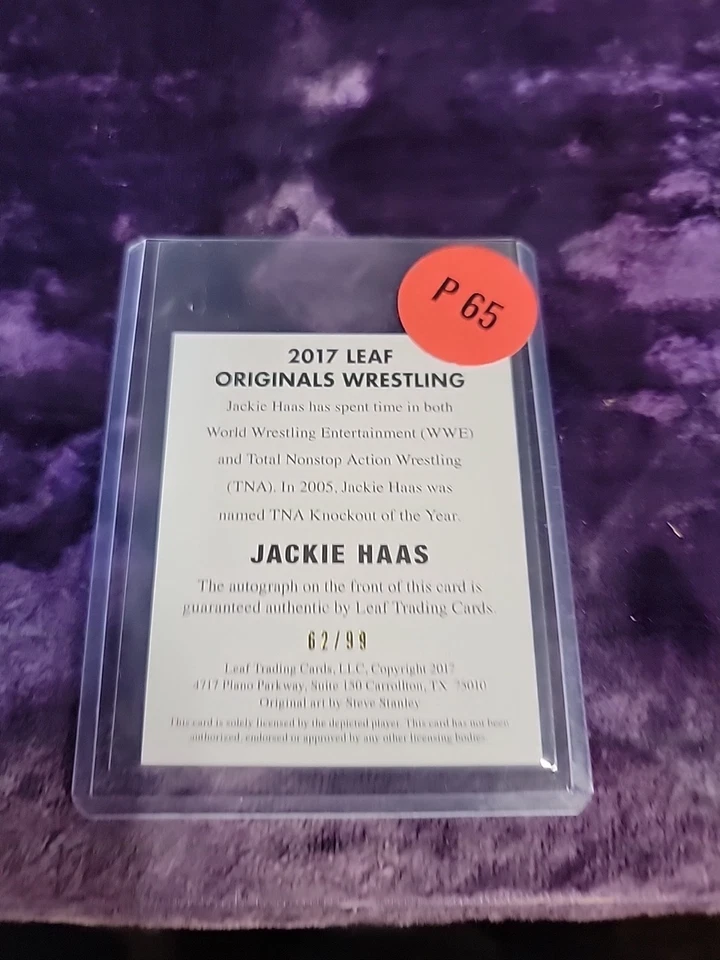 P 65
2017 LEAF
ORIGINALS WRESTLING
Jackie Haas has spent time in both
World Wrestling Entertainment (WWE)
and Total Nonstop Action Wrestling
(TNA). In 2005, Jackie Haas was
named TNA Knockout of the Year.
JACKIE HAAS
The autograph on the front of this card is
guaranteed authentic by Leaf Trading Cards.
62/99
Leaf Trading Cards, LLC, Copyright 2017
4717 Plano Parkway, Suite 130 Carrollton, TX 75010
Original art by Steve Stanley
This card is solely licensed by the depicted player. This card has not been
authorized, endorsed or approved by any other licensing bodies.